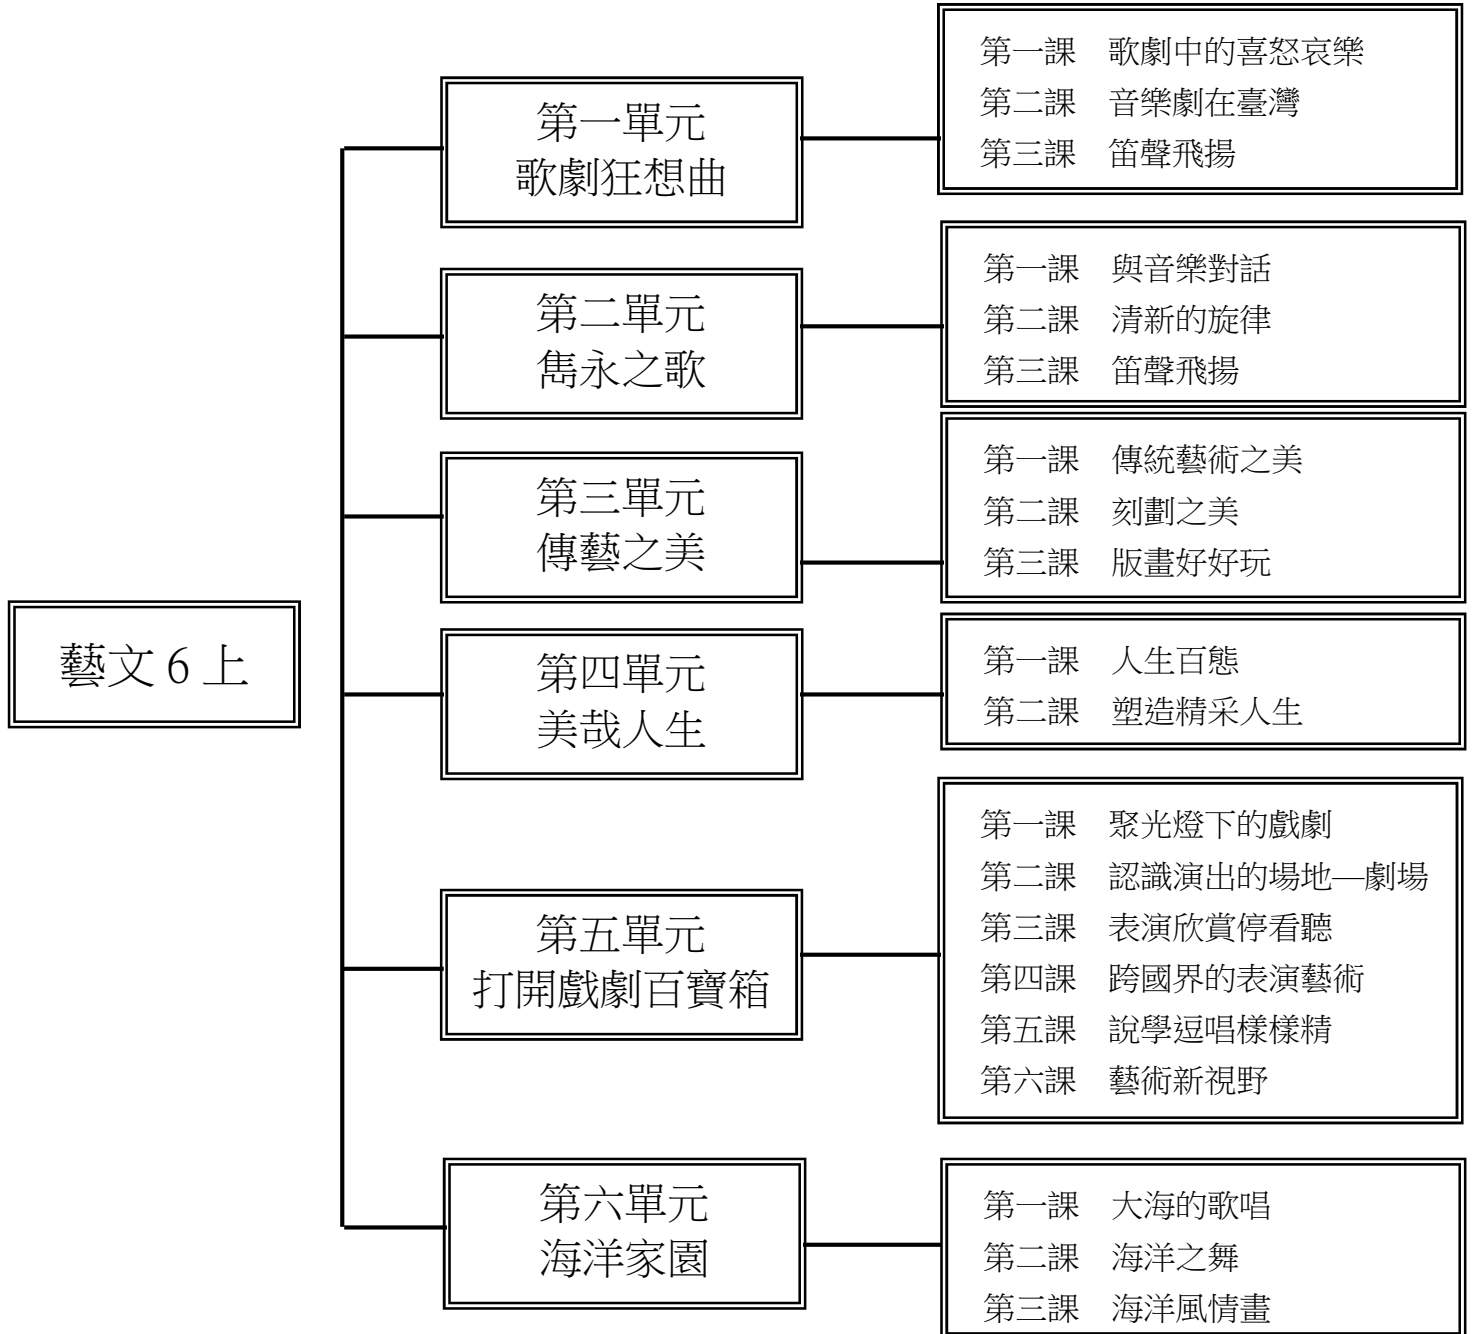 藝文 6 上
第一單元
歌劇狂想曲
第一課　歌劇中的喜怒哀樂
第二課　音樂劇在臺灣
第三課　笛聲飛揚
第二單元
雋永之歌
第一課　與音樂對話
第二課　清新的旋律
第三課　笛聲飛揚
第三單元
傳藝之美
第一課　傳統藝術之美
第二課　刻劃之美
第三課　版畫好好玩
第四單元
美哉人生
第一課　人生百態
第二課　塑造精采人生
第五單元
打開戲劇百寶箱
第一課　聚光燈下的戲劇
第二課　認識演出的場地—劇場
第三課　表演欣賞停看聽
第四課　跨國界的表演藝術
第五課　說學逗唱樣樣精
第六課　藝術新視野
第六單元
海洋家園
第一課　大海的歌唱
第二課　海洋之舞
第三課　海洋風情畫